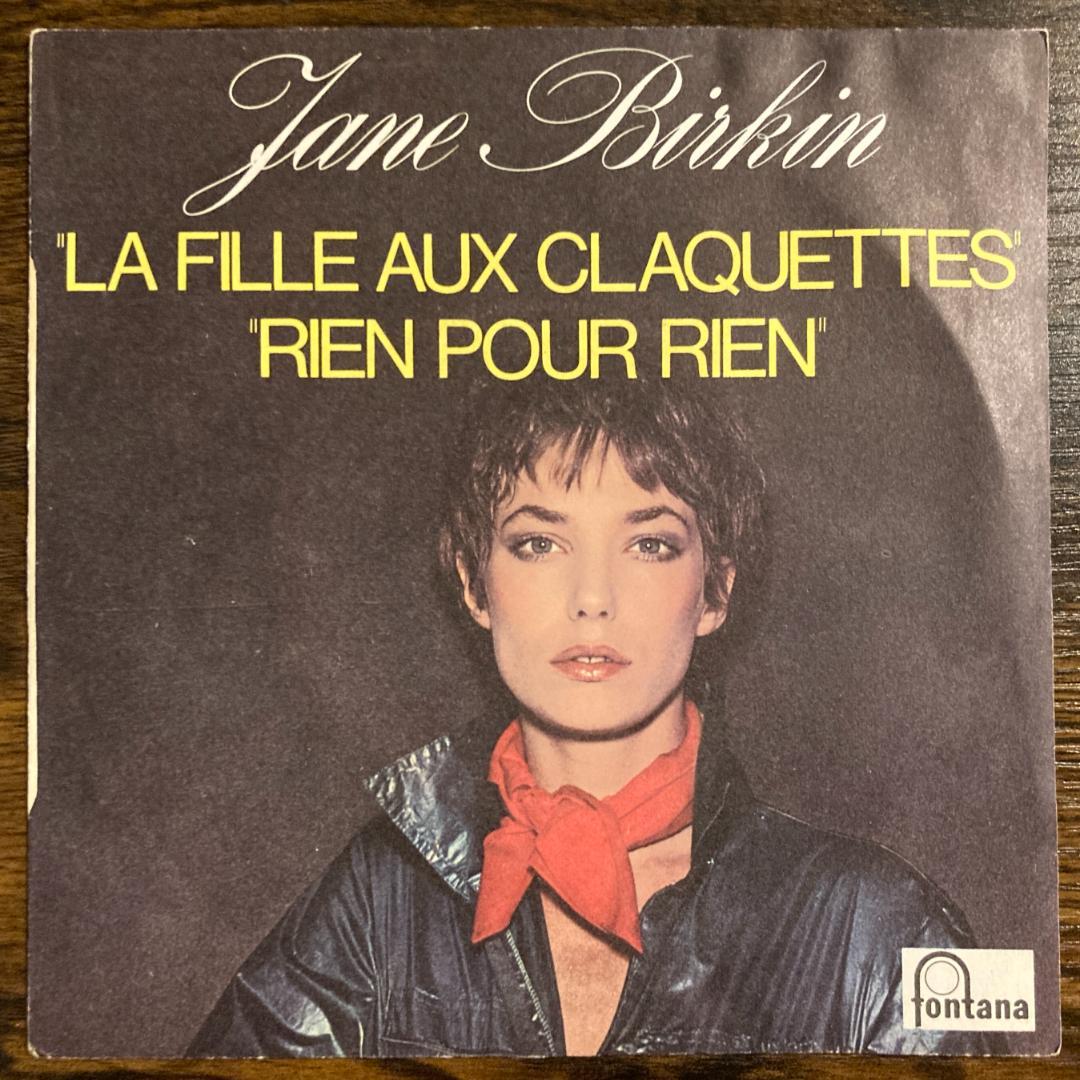 Jane Birkin
"LA FILLE AUX CLAQUETTES"
"RIEN POUR RIEN"
fontana